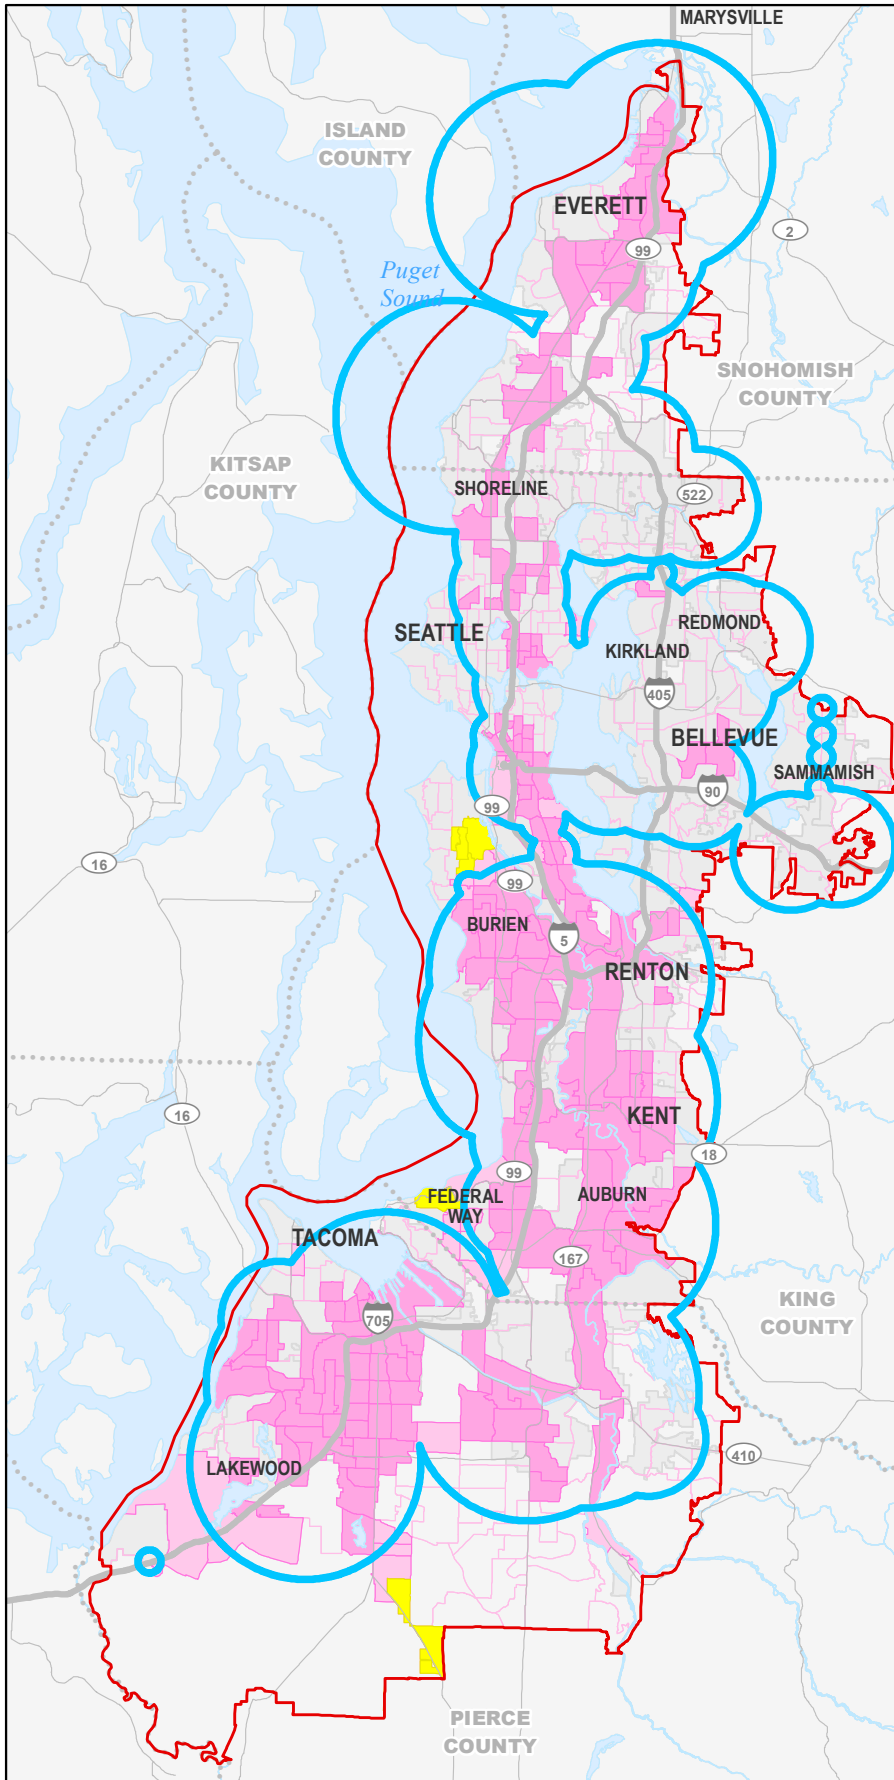 MARYSVILLE
ISLAND
COUNTY
EVERETT
2
99
Puget
Sound
SNOHOMISH
COUNTY
KITSAP
COUNTY
SHORELINE
522
SEATTLE
REDMOND
KIRKLAND
405
BELLEVUE
SAMMAMISH
90
99
16
99
BURIEN
5
RENTON
16
KENT
18
99
FEDERAL
WAY
AUBURN
TACOMA
167
KING
COUNTY
705
410
LAKEWOOD
PIERCE
COUNTY